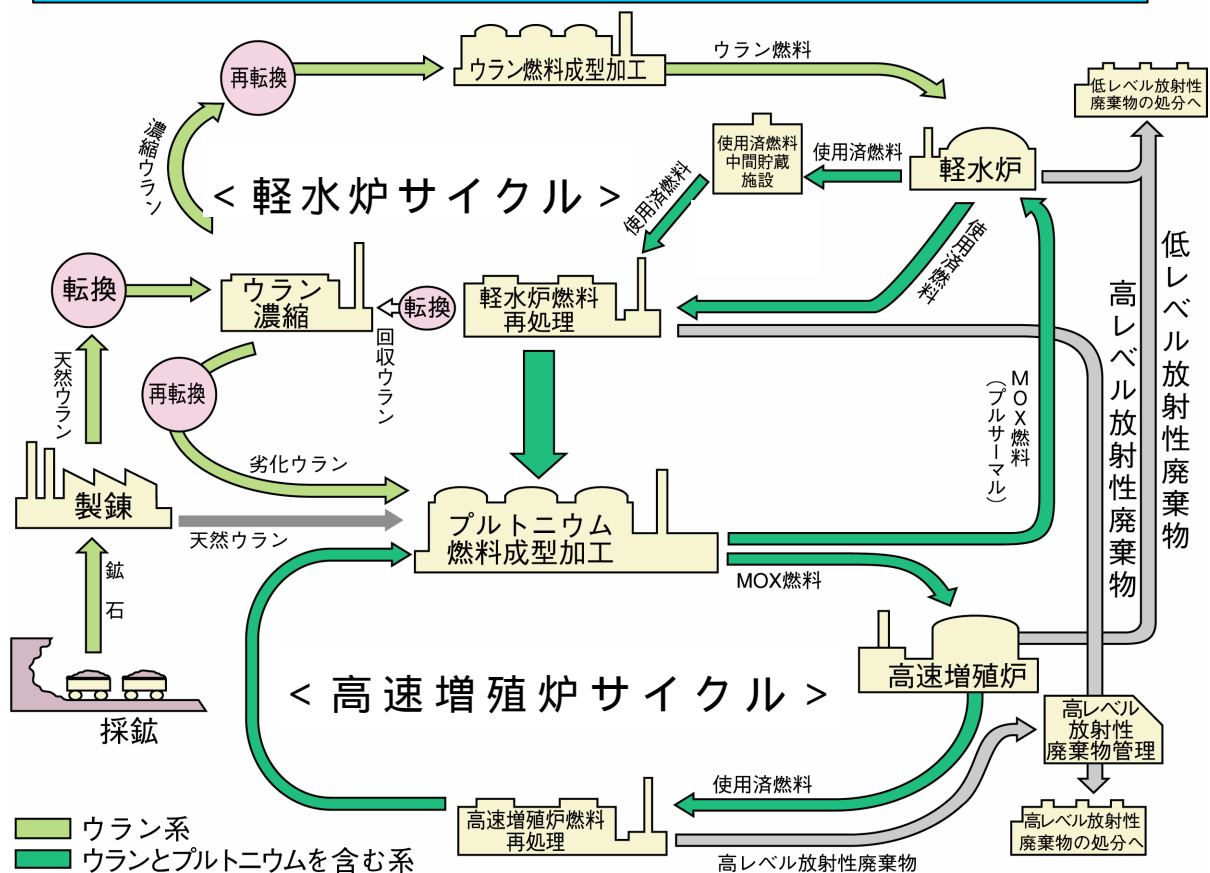 再転換
ウラン燃料成型加工
ウラン燃料
低レベル放射性
廃棄物の処分へ
濃縮ウラン
使用済燃料
中間貯蔵
施設
使用済燃料
軽水炉
<軽水炉サイクル>
使用済燃料
使用済燃料
転換
ウラン
濃縮
転換
軽水炉燃料
再処理
回収ウラン
天然ウラン
再転換
劣化ウラン
MOX燃料
(プルサーマル)
高レベル放射性廃棄物
低レベル放射性廃棄物
製錬
天然ウラン
プルトニウム
燃料成型加工
MOX燃料
鉱石
採鉱
<高速増殖炉サイクル>
高速増殖炉
高レベル
放射性
廃棄物管理
使用済燃料
高速増殖炉燃料
再処理
高レベル放射性廃棄物
高レベル放射性
廃棄物の処分へ
ウラン系
ウランとプルトニウムを含む系